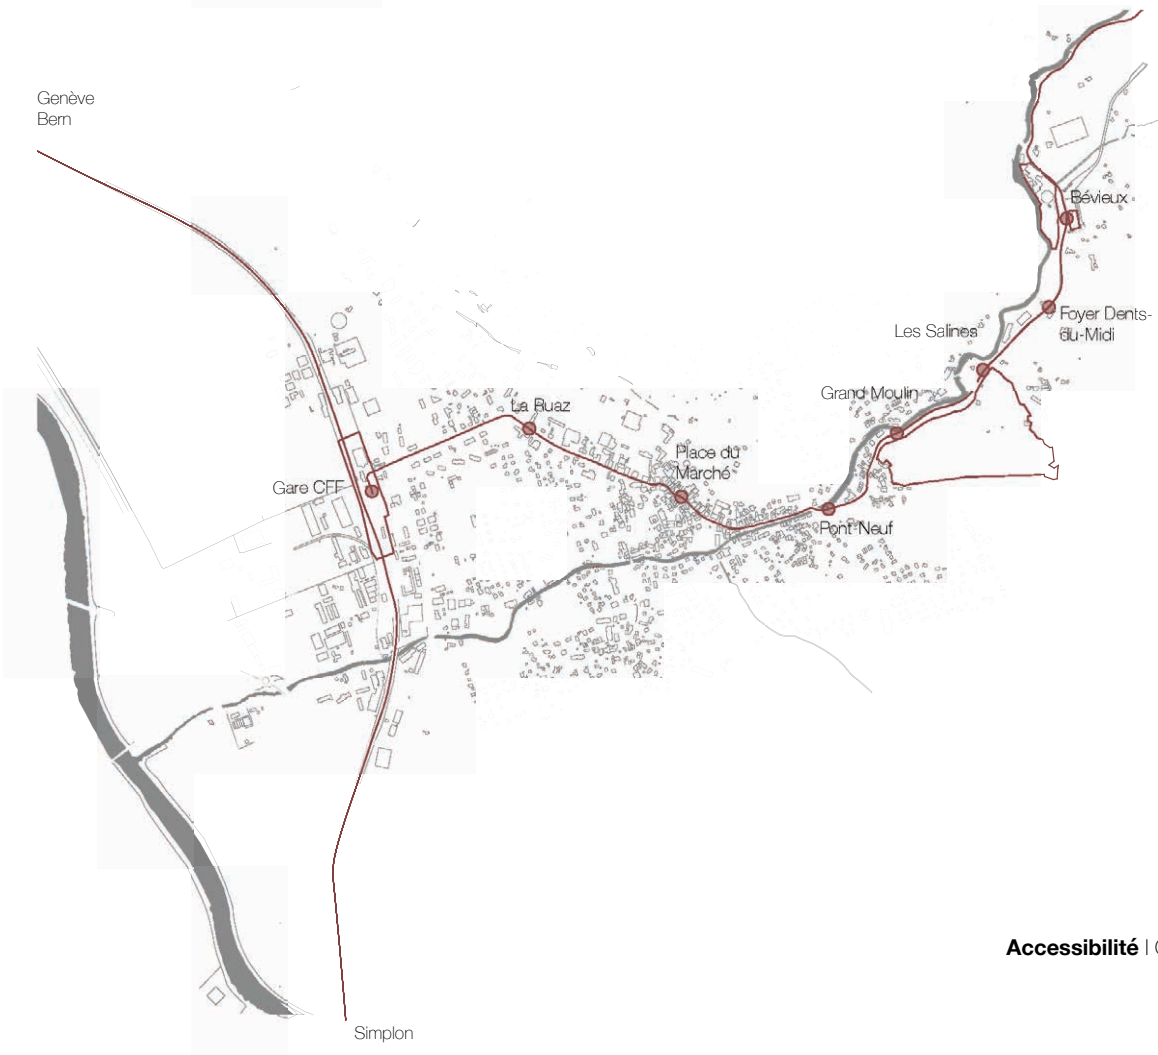 Genève
Bern
Bévieux
Foyer Dents-
du-Midi
Les Salines
Grand Moulin
La Ruaz
Place du
Marché
Gare CFF
Pont-Neuf
Accessibilité |
Simplon